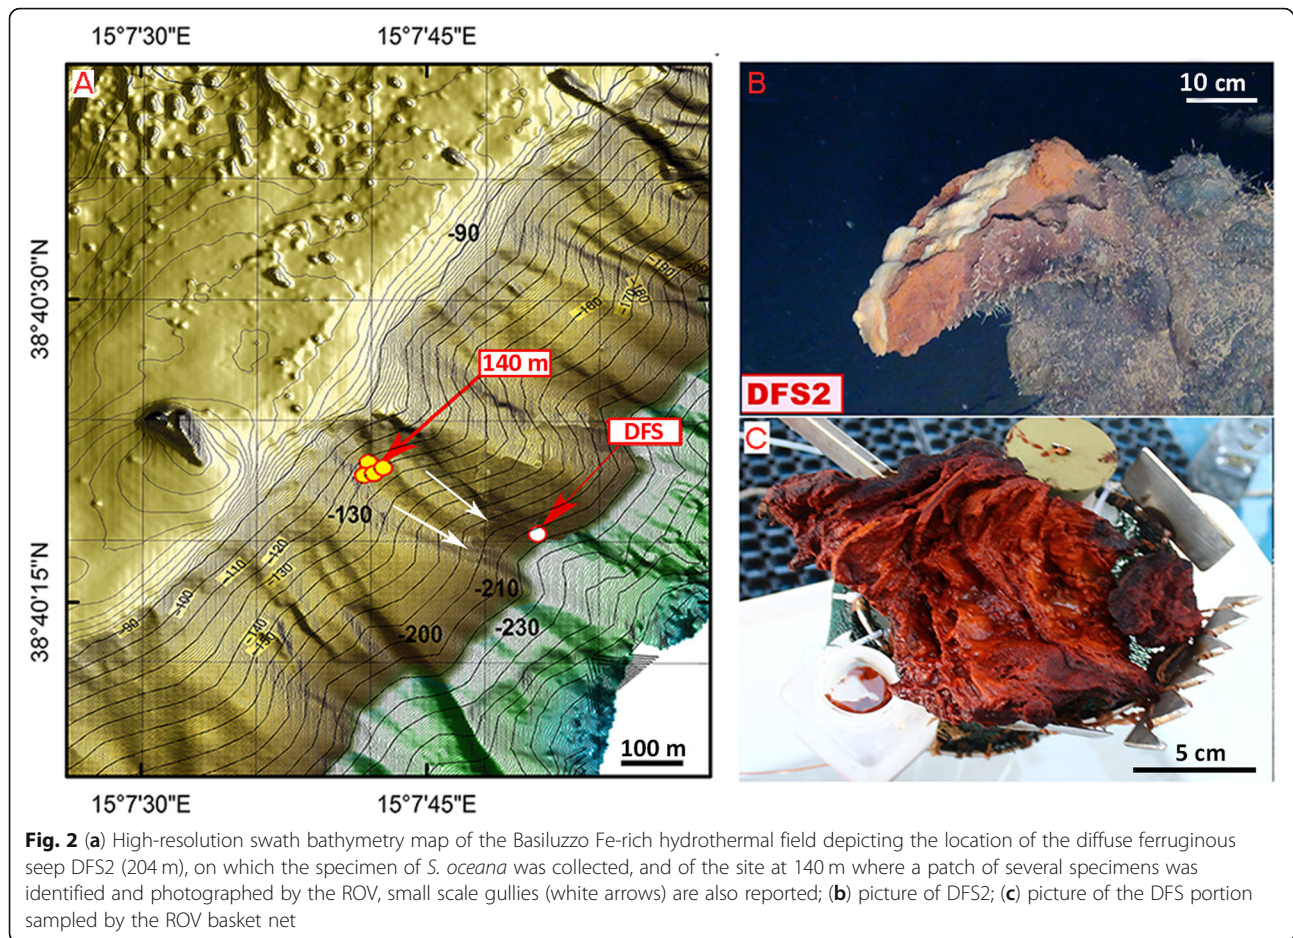 15°7'30"E
15°7'45"E
A
-90
-200
-180
-160
-170
-160
38°40'30"N
140 m
DFS
-130
-120
-110
-130
-100
-90
-140
-150
-210
-200
-230
38°40'15"N
100 m
15°7'30"E
15°7'45"E
B
10 cm
DFS2
C
5 cm
Fig. 2 (a) High-resolution swath bathymetry map of the Basiluzzo Fe-rich hydrothermal field depicting the location of the diffuse ferruginous
seep DFS2 (204 m), on which the specimen of S. oceana was collected, and of the site at 140 m where a patch of several specimens was
identified and photographed by the ROV, small scale gullies (white arrows) are also reported; (b) picture of DFS2; (c) picture of the DFS portion
sampled by the ROV basket net